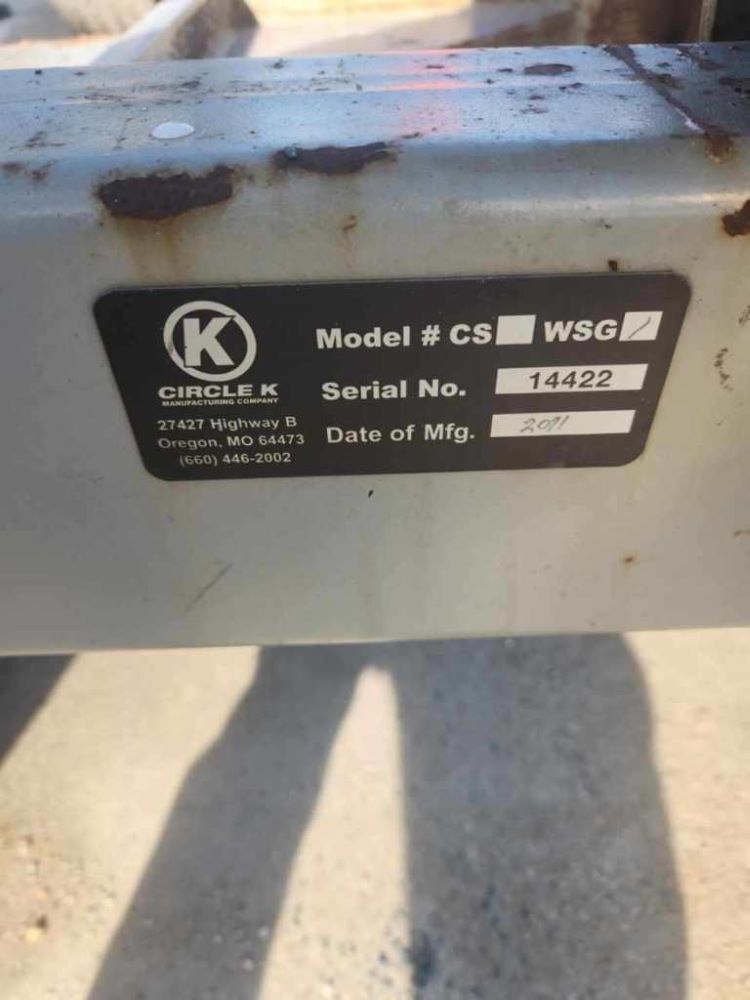 K
CIRCLE K
MANUFACTURING COMPANY
27427 Highway B
Oregon, MO 64473
(660) 446-2002
Model # CS WSG
Serial No. 14422
Date of Mfg. 2011